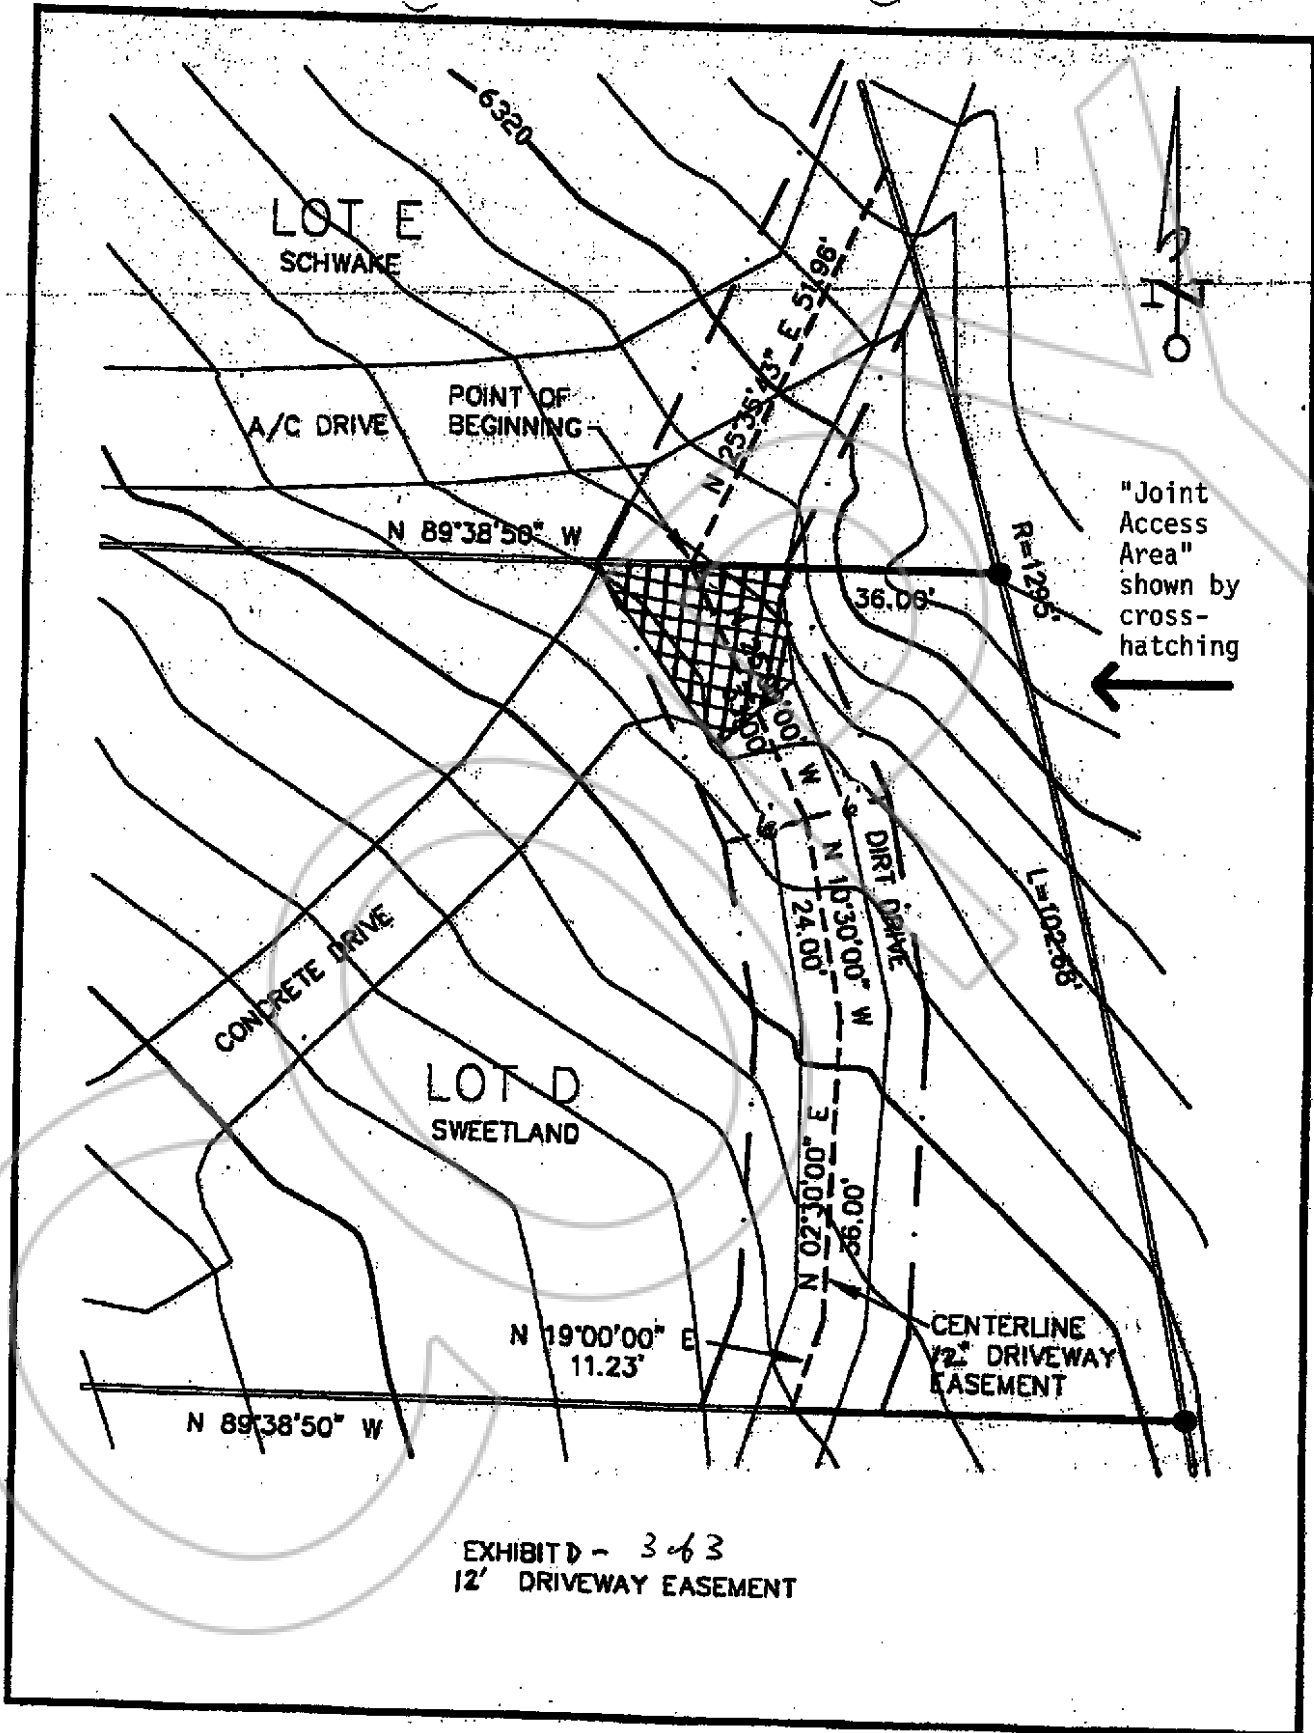 6320
LOT E
SCHWAKE
N
N 25°35'43" E 51.96'
POINT OF
BEGINNING
A/C DRIVE
N 89°38'50" W
"Joint
Access
Area"
shown by
cross-
hatching
R=1295'
36.00'
W
6'
6'
DIRT DRIVE
N 10°30'00" W
24.00'
L=102.68'
CONCRETE DRIVE
LOT D
SWEETLAND
N 02°30'00" E
36.00'
N 19°00'00" E
11.23'
CENTERLINE
12' DRIVEWAY
EASEMENT
N 89°38'50" W
EXHIBIT D - 3 of 3
12' DRIVEWAY EASEMENT
COPY